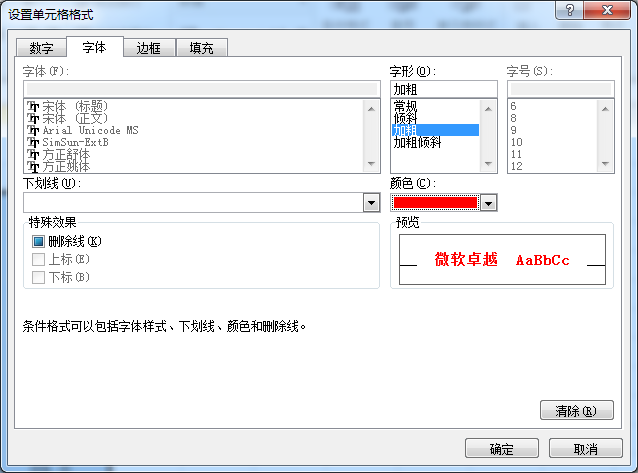 设置单元格格式
数字 字体 边框 填充
字体(F): 字形(O): 字号(S):
加粗
宋体 (标题) 常规 6
宋体 (正文) 倾斜 8
Arial Unicode MS 加粗 9
SimSun-ExtB 加粗倾斜 10
方正舒体 11
方正姚体 12
下划线(U): 颜色(C):
特殊效果 预览
删除线(K)
上标(E) 微软卓越 AaBbCc
下标(B)
条件格式可以包括字体样式、下划线、颜色和删除线。
清除(R)
确定 取消